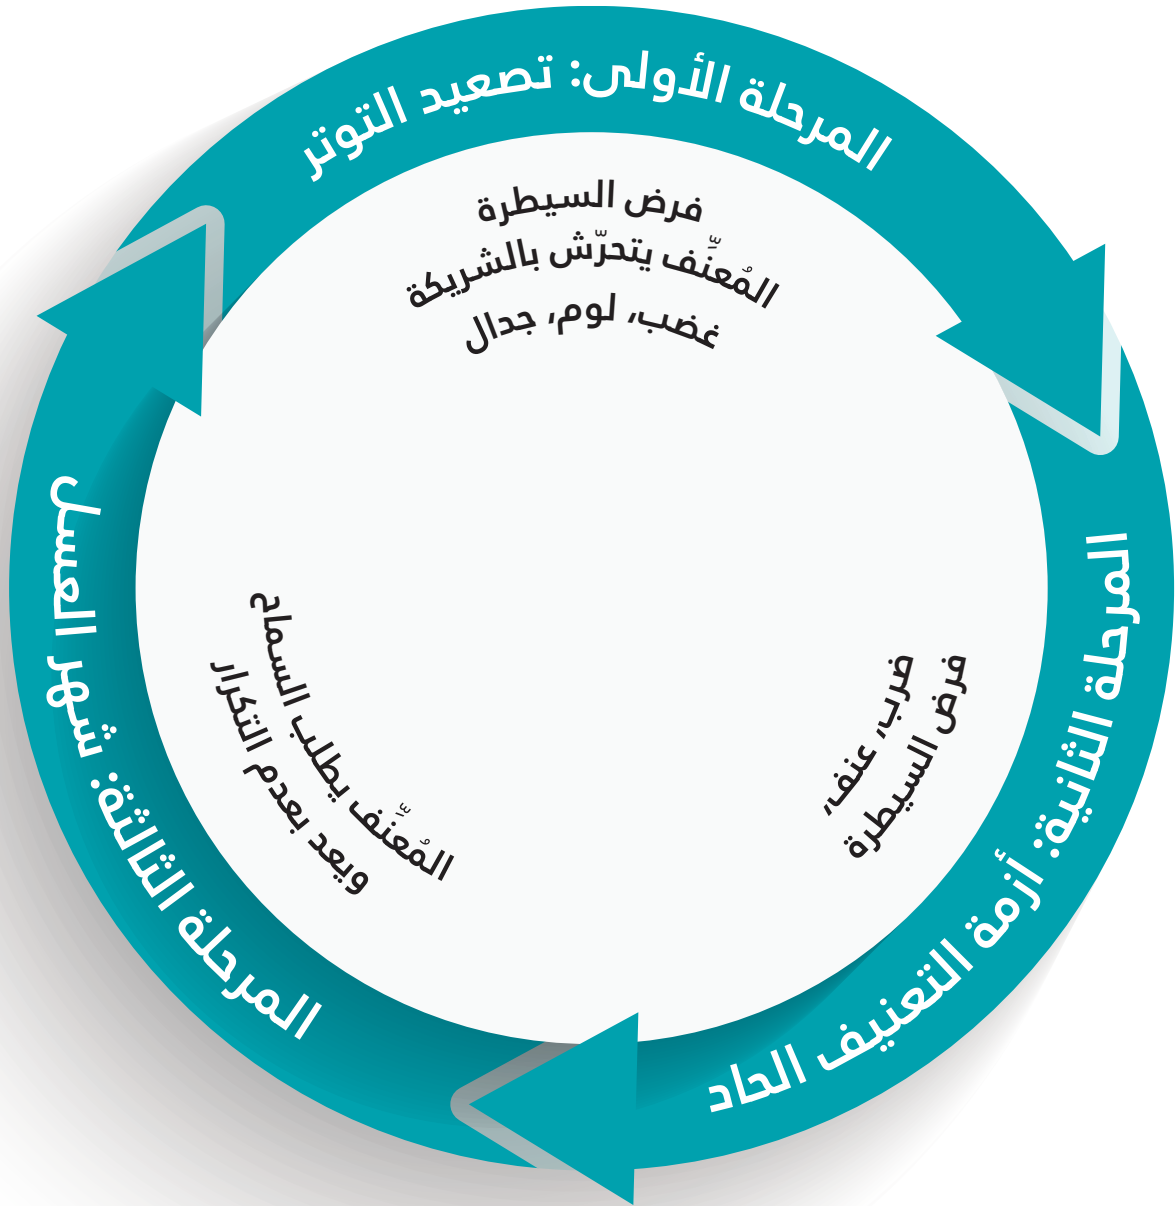 المرحلة الأولى: تصعيد التوتر
فرض السيطرة
المُعنِّف يتحرّش بالشريكة
غضب، لوم، جدال
المرحلة الثانية: أزمة التعنيف الحاد
ضرب، عنف،
فرض السيطرة
المرحلة الثالثة: شهر العسل
المُعنِّف يطلب السماح
ويعد بعدم التكرار